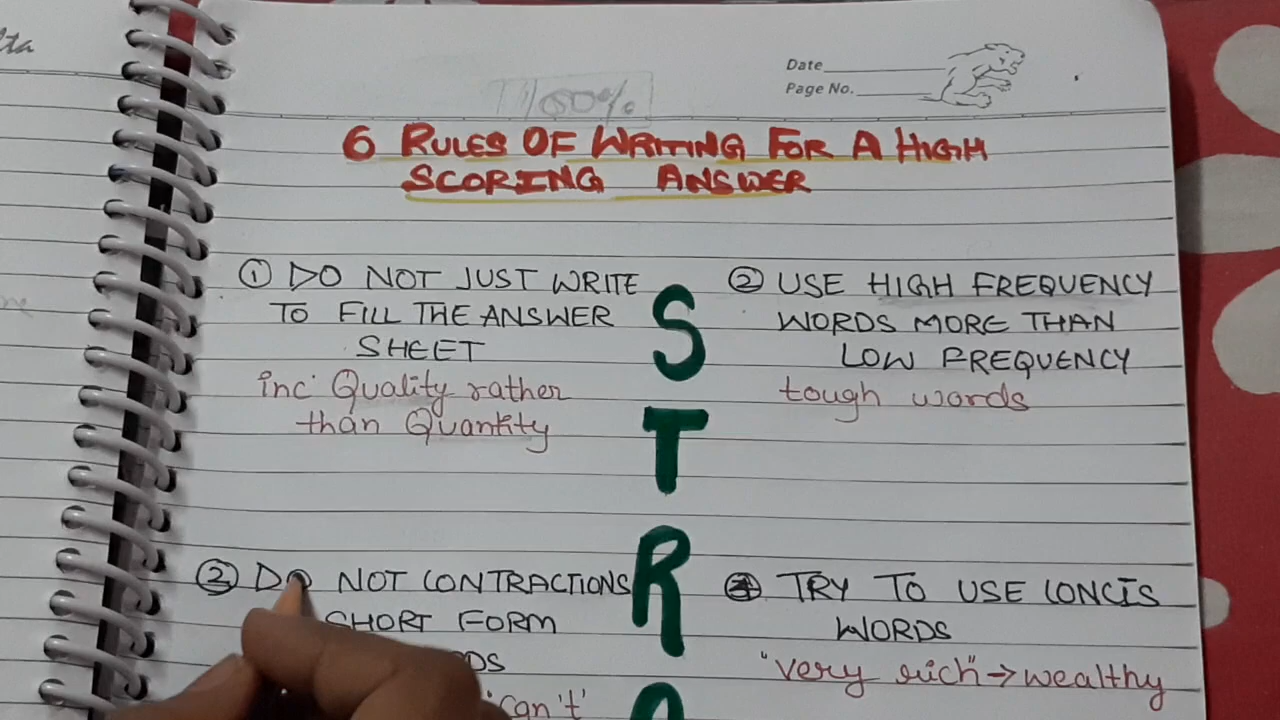 Date
Page No.
100%
6 RULES OF WRITING FOR A HIGH
SCORING ANSWER
① DO NOT JUST WRITE
TO FILL THE ANSWER
SHEET
inc Quality rather
than Quantity
② USE HIGH FREQUENCY
WORDS MORE THAN
LOW FREQUENCY
tough words
S
T
R
③ DO NOT CONTRACTIONS
SHORT FORM
'can't'
④ TRY TO USE CONCIS
WORDS
"very rich" → wealthy